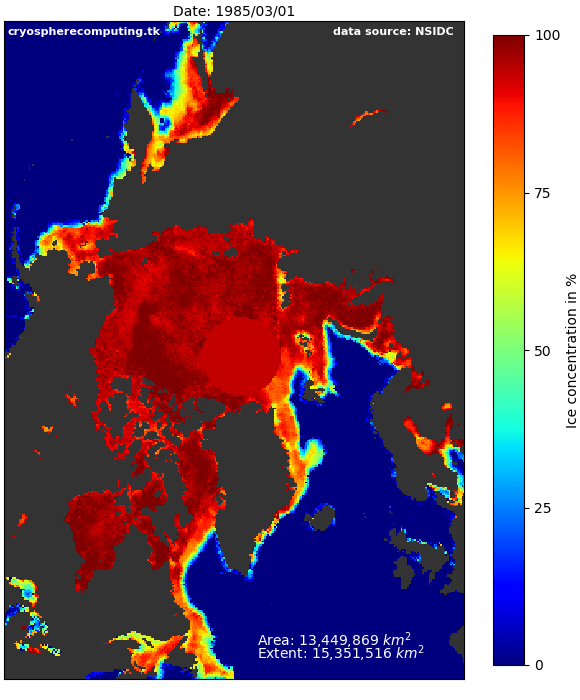 Date: 1985/03/01
cryospherecomputing.tk
data source: NSIDC
100
75
50
25
0
Ice concentration in %
Area: 13,449,869 km²
Extent: 15,351,516 km²